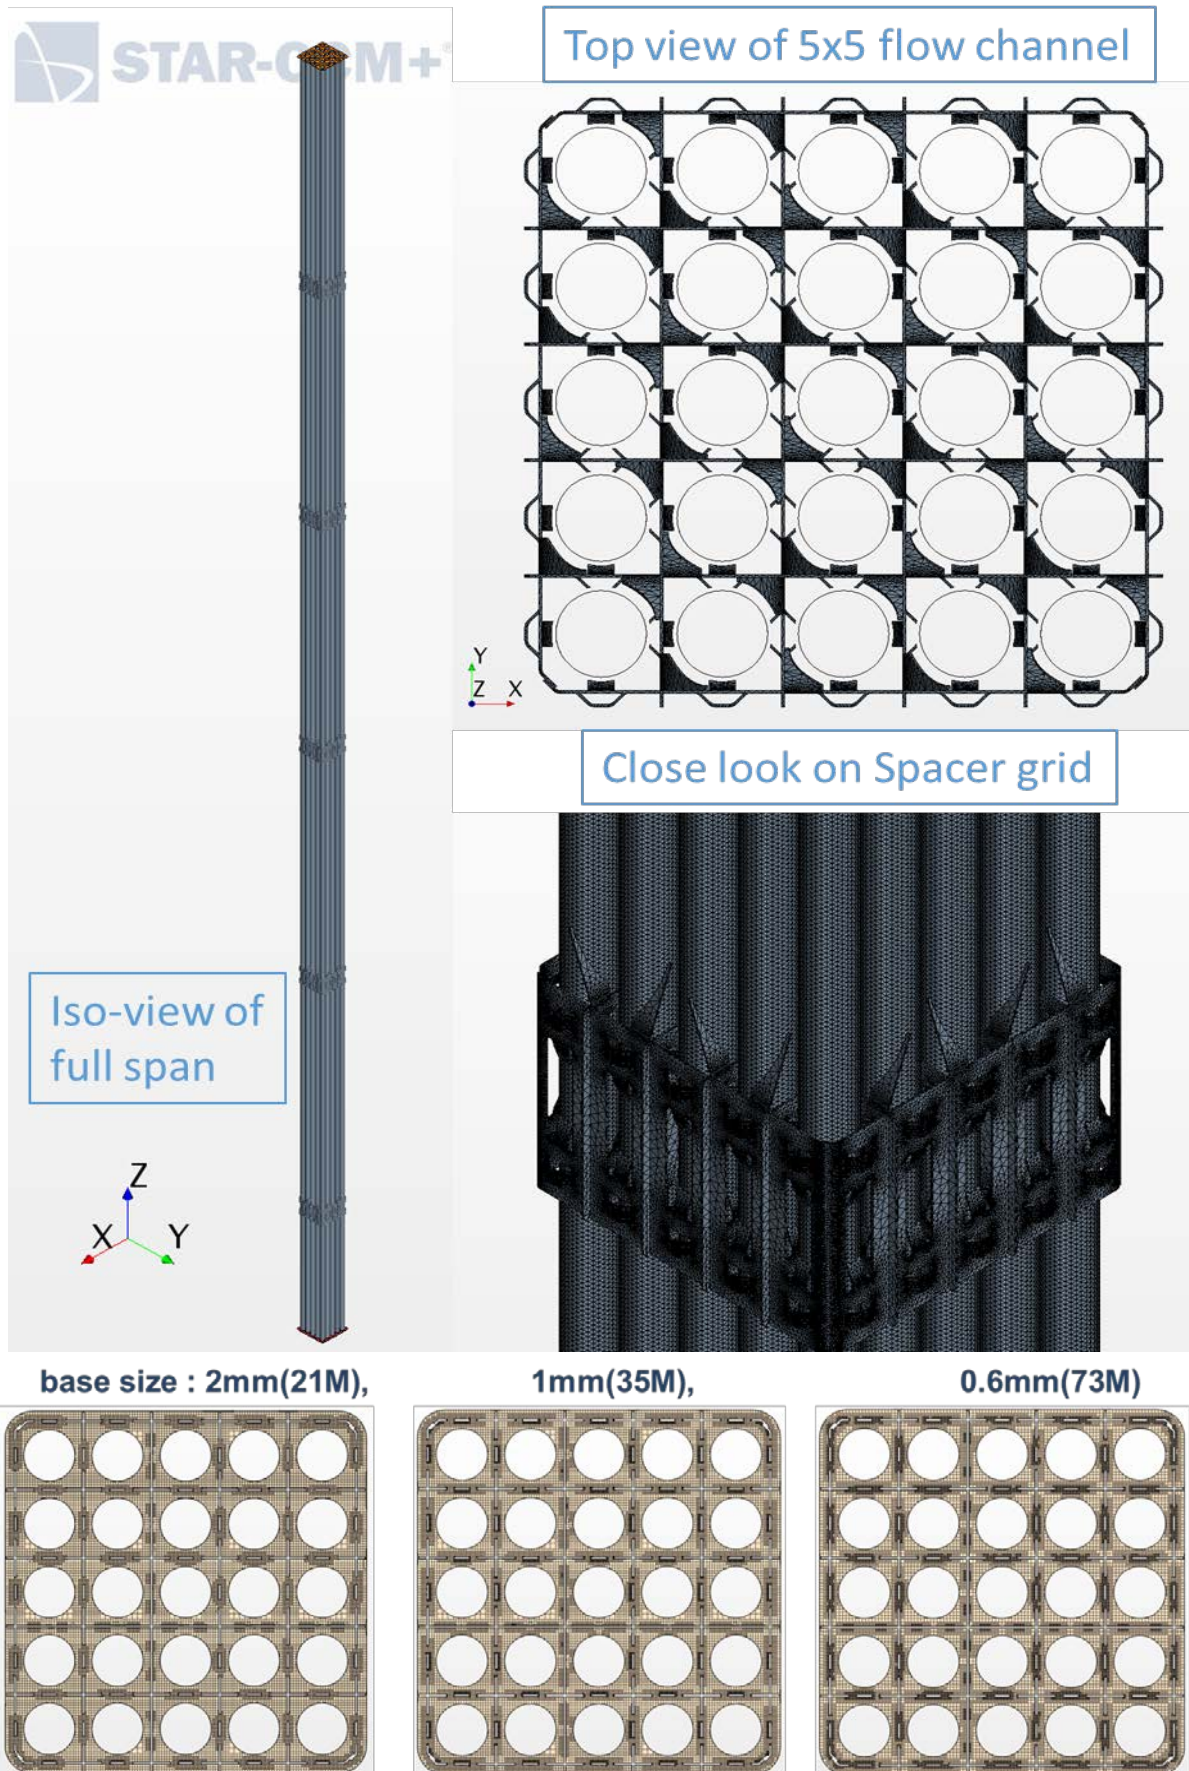 STAR-CCM+
Top view of 5x5 flow channel
Y
Z X
Close look on Spacer grid
Iso-view of
full span
Z
X Y
base size : 2mm(21M), 1mm(35M), 0.6mm(73M)